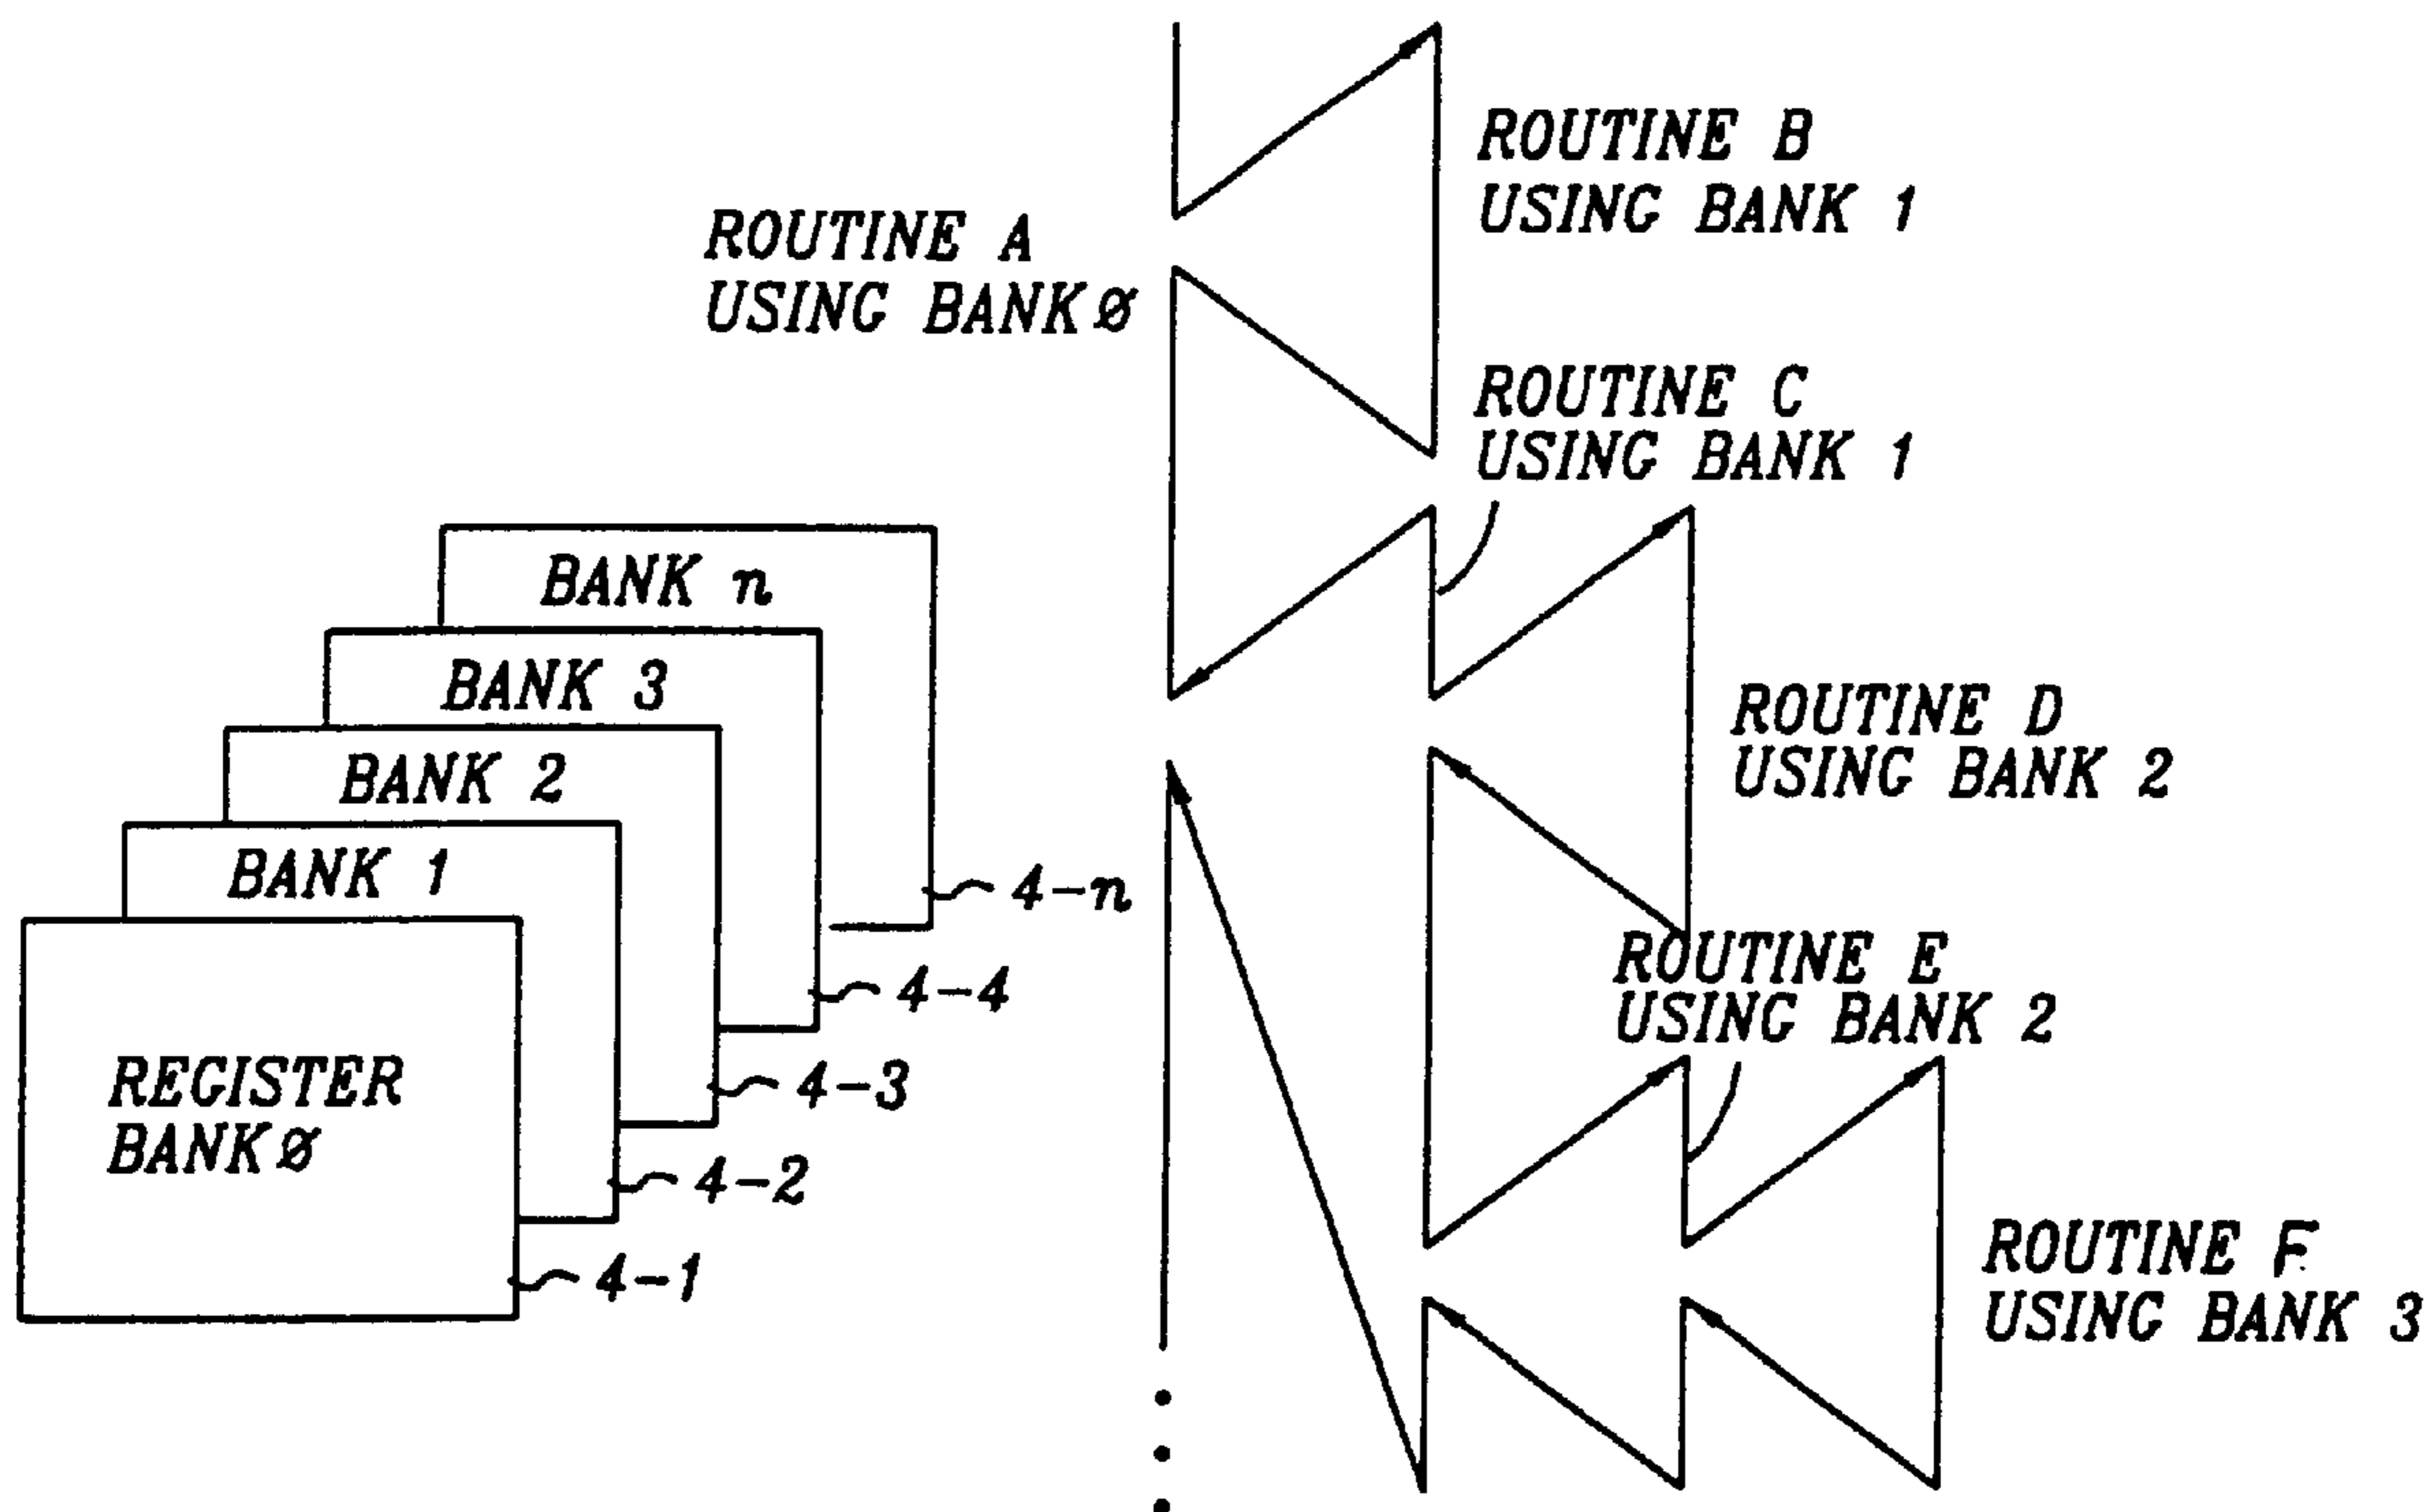 ROUTINE B
USING BANK 1
ROUTINE A
USING BANKØ
ROUTINE C
USING BANK 1
BANK n
BANK 3
BANK 2
BANK 1
REGISTER
BANKØ
4-n
4-4
4-3
4-2
4-1
ROUTINE D
USING BANK 2
ROUTINE E
USING BANK 2
ROUTINE F
USING BANK 3